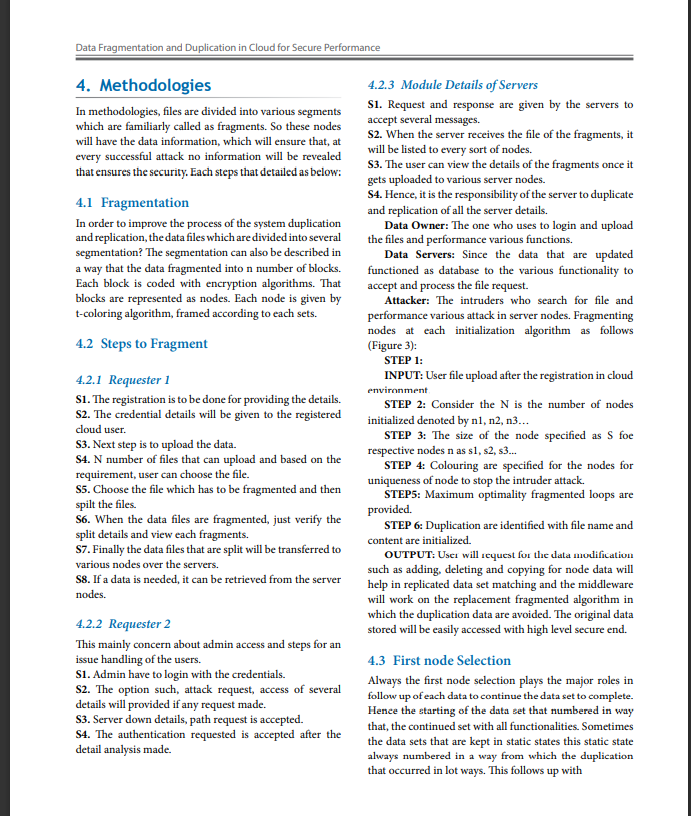 Data Fragmentation and Duplication in Cloud for Secure Performance
4. Methodologies
In methodologies, files are divided into various segments
which are familiarly called as fragments. So these nodes
will have the data information, which will ensure that, at
every successful attack no information will be revealed
that ensures the security. Each steps that detailed as below:
4.1 Fragmentation
In order to improve the process of the system duplication
and replication, the data files which are divided into several
segmentation? The segmentation can also be described in
a way that the data fragmented into n number of blocks.
Each block is coded with encryption algorithms. That
blocks are represented as nodes. Each node is given by
t-coloring algorithm, framed according to each sets.
4.2 Steps to Fragment
4.2.1 Requester 1
S1. The registration is to be done for providing the details.
S2. The credential details will be given to the registered
cloud user.
S3. Next step is to upload the data.
S4. N number of files that can upload and based on the
requirement, user can choose the file.
S5. Choose the file which has to be fragmented and then
spilt the files.
S6. When the data files are fragmented, just verify the
split details and view each fragments.
S7. Finally the data files that are split will be transferred to
various nodes over the servers.
S8. If a data is needed, it can be retrieved from the server
nodes.
4.2.2 Requester 2
This mainly concern about admin access and steps for an
issue handling of the users.
S1. Admin have to login with the credentials.
S2. The option such, attack request, access of several
details will provided if any request made.
S3. Server down details, path request is accepted.
S4. The authentication requested is accepted after the
detail analysis made.
4.2.3 Module Details of Servers
S1. Request and response are given by the servers to
accept several messages.
S2. When the server receives the file of the fragments, it
will be listed to every sort of nodes.
S3. The user can view the details of the fragments once it
gets uploaded to various server nodes.
S4. Hence, it is the responsibility of the server to duplicate
and replication of all the server details.
Data Owner: The one who uses to login and upload
the files and performance various functions.
Data Servers: Since the data that are updated
functioned as database to the various functionality to
accept and process the file request.
Attacker: The intruders who search for file and
performance various attack in server nodes. Fragmenting
nodes at each initialization algorithm as follows
(Figure 3):
STEP 1:
INPUT: User file upload after the registration in cloud
environment
STEP 2: Consider the N is the number of nodes
initialized denoted by n1, n2, n3…
STEP 3: The size of the node specified as S foe
respective nodes n as s1, s2, s3...
STEP 4: Colouring are specified for the nodes for
uniqueness of node to stop the intruder attack.
STEP5: Maximum optimality fragmented loops are
provided.
STEP 6: Duplication are identified with file name and
content are initialized.
OUTPUT: User will request for the data modification
such as adding, deleting and copying for node data will
help in replicated data set matching and the middleware
will work on the replacement fragmented algorithm in
which the duplication data are avoided. The original data
stored will be easily accessed with high level secure end.
4.3 First node Selection
Always the first node selection plays the major roles in
follow up of each data to continue the data set to complete.
Hence the starting of the data set that numbered in way
that, the continued set with all functionalities. Sometimes
the data sets that are kept in static states this static state
always numbered in a way from which the duplication
that occurred in lot ways. This follows up with